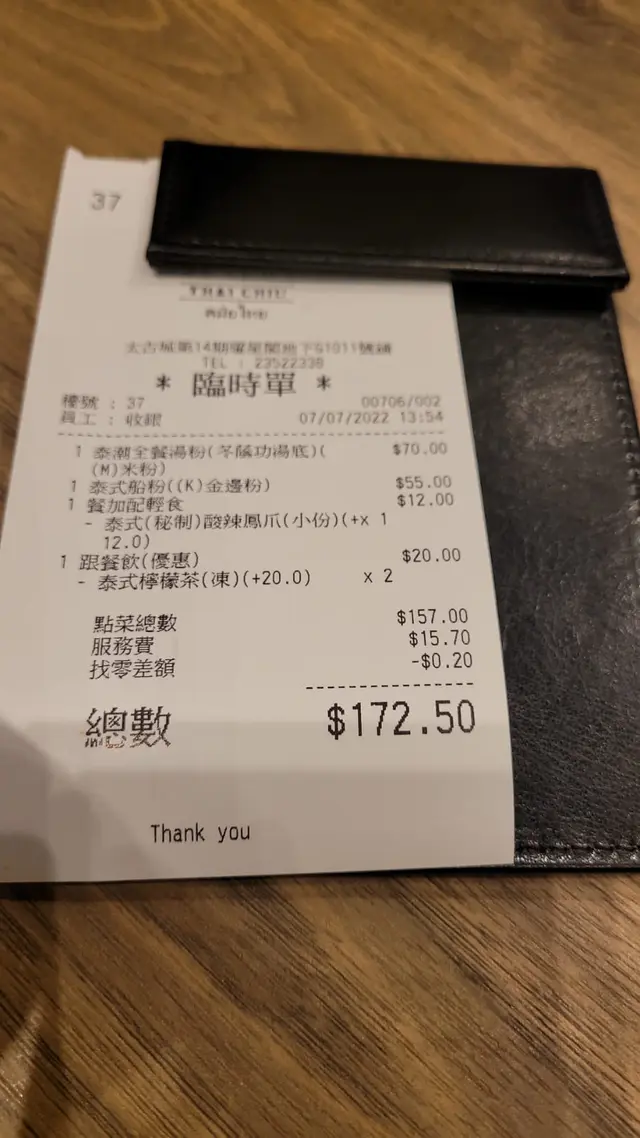 37
THAI CHIU
太古城第14期耀星閣地下G1011號鋪
TEL : 23522338
* 臨時單 *
檯號 : 37 00706/002
員工 : 收銀 07/07/2022 13:54
1 泰潮全餐湯粉(冬蔭功湯底)( $70.00
(M)米粉)
1 泰式船粉((K)金邊粉) $55.00
1 餐加配輕食 $12.00
- 泰式(秘制)酸辣鳳爪(小份)(+x 1
12.0)
1 跟餐飲(優惠) $20.00
- 泰式檸檬茶(凍)(+20.0) x 2
點菜總數 $157.00
服務費 $15.70
找零差額 -$0.20
總數 $172.50
Thank you